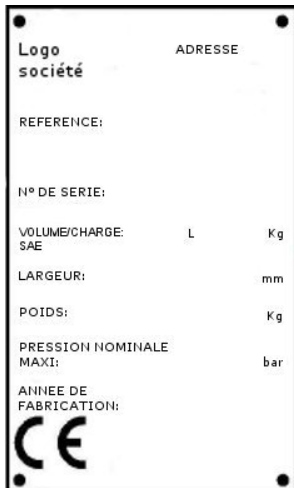 Logo ADRESSE
société
REFERENCE:
N° DE SERIE:
VOLUME/CHARGE: L Kg
SAE
LARGEUR: mm
POIDS: Kg
PRESSION NOMINALE
MAXI: bar
ANNEE DE
FABRICATION:
CE